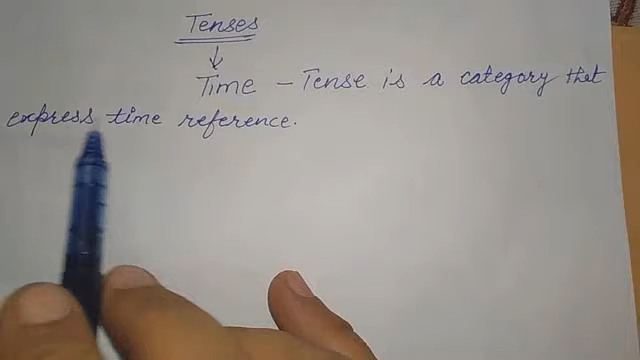 Tenses
Time - Tense is a category that
express time reference.